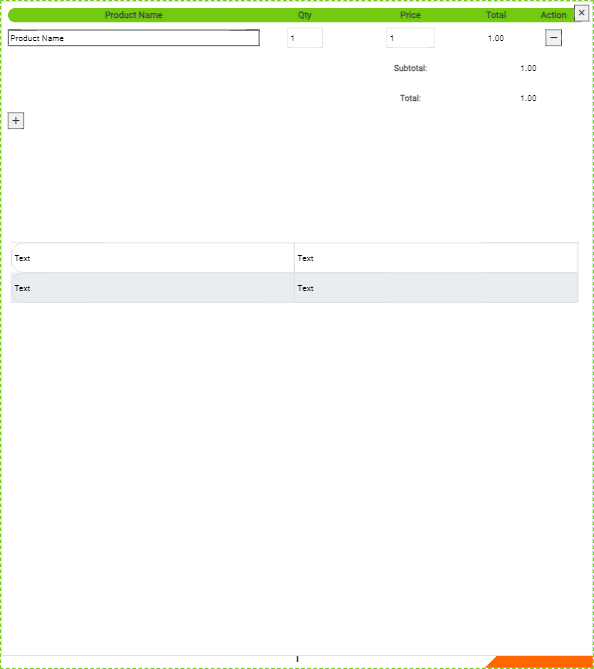 Product Name Qty Price Total Action ×
Product Name 1 1 1.00 −
Subtotal: 1.00
Total: 1.00
+
Text Text
Text Text